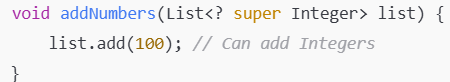 void addNumbers(List<? super Integer> list) {
    list.add(100); // Can add Integers
}